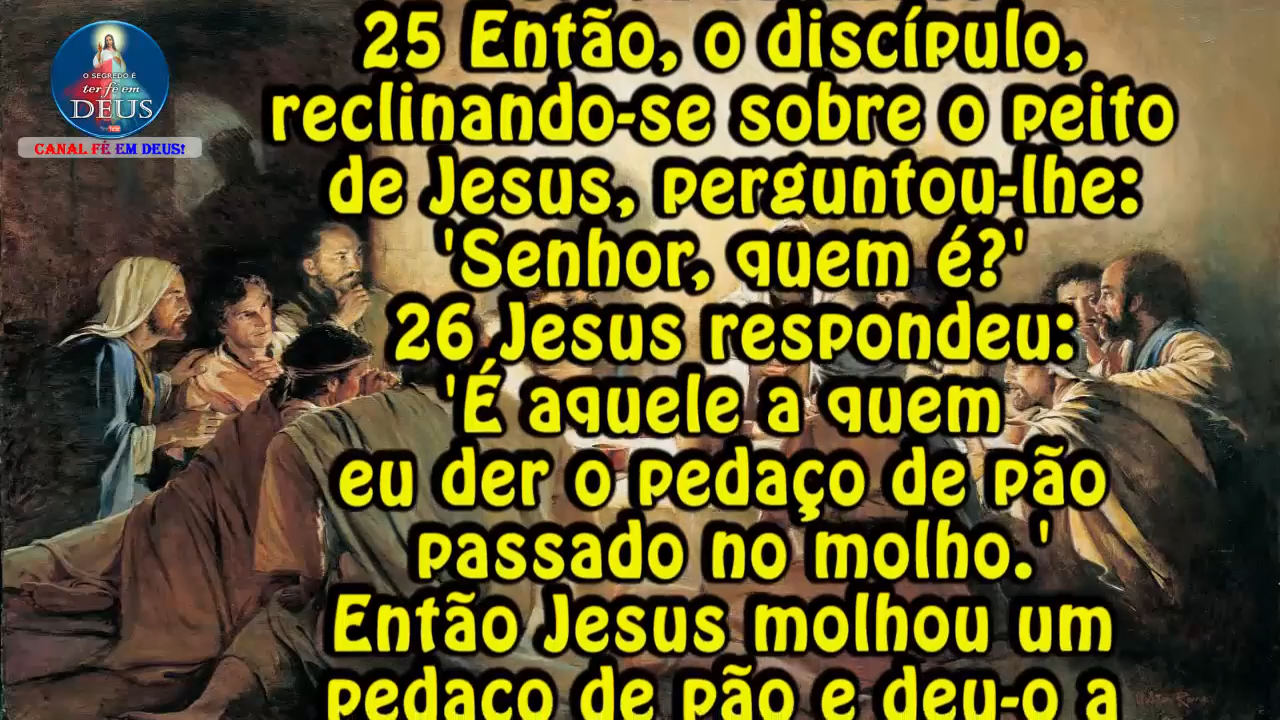 O SEGREDO É
ter fé em
DEUS
CANAL FÉ EM DEUS!
25 Então, o discípulo,
reclinando-se sobre o peito
de Jesus, perguntou-lhe:
'Senhor, quem é?'
26 Jesus respondeu:
'É aquele a quem
eu der o pedaço de pão
passado no molho.'
Então Jesus molhou um
pedaço de pão e deu-o a